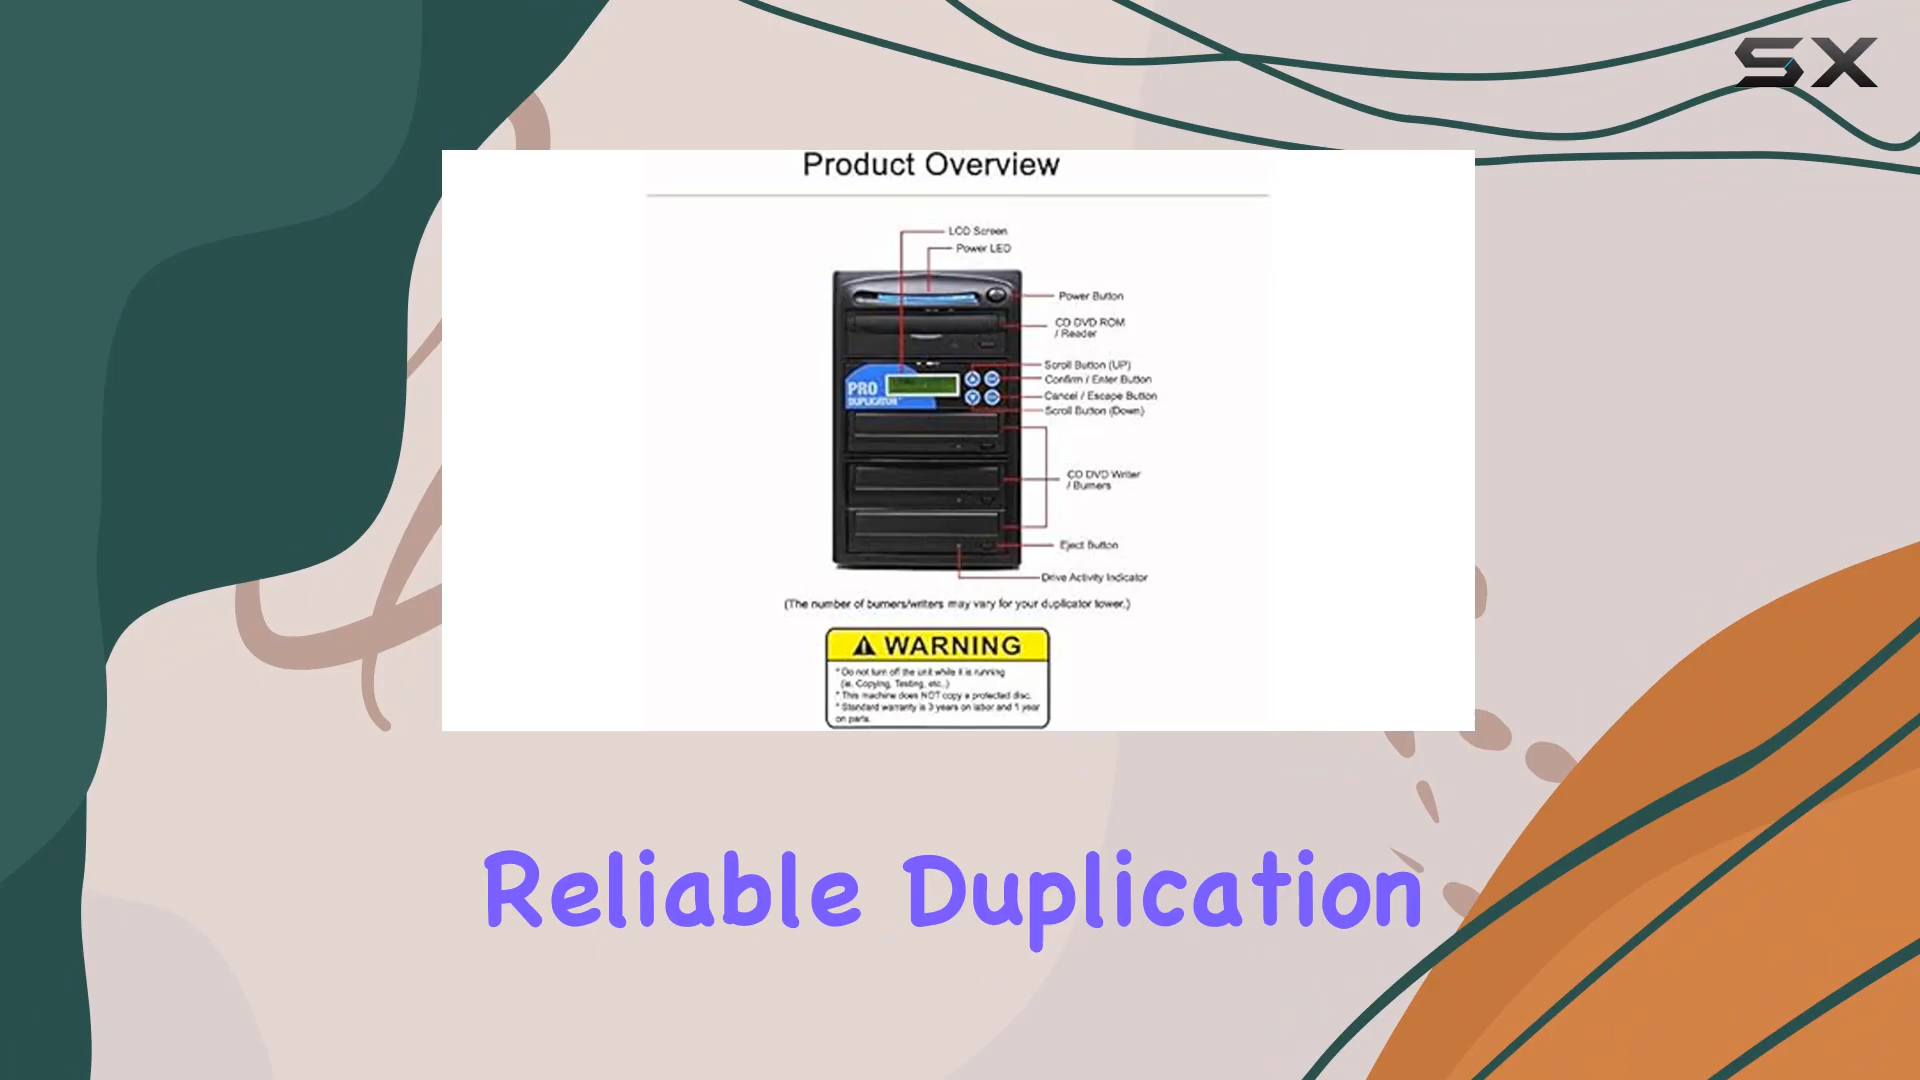 SX
Product Overview
LCD Screen
Power LED
Power Button
CD DVD ROM
/ Reader
Scroll Button (UP)
Confirm / Enter Button
Cancel / Escape Button
Scroll Button (Down)
PRO
DUPLICATOR
CD DVD Writer
/ Burners
Eject Button
Drive Activity Indicator
(The number of burners/writers may vary for your duplicator tower.)
WARNING
* Do not turn off the unit while it is running
(ie. Copying, Testing, etc..)
* This machine does NOT copy a protected disc.
* Standard warranty is 3 years on labor and 1 year
on parts.
Reliable Duplication